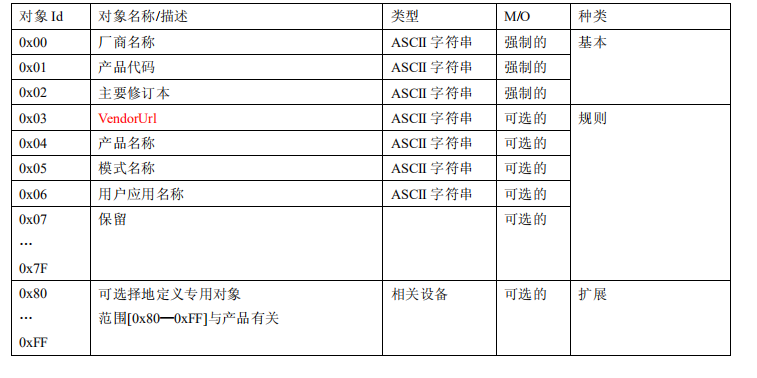 对象 Id 对象名称/描述 类型 M/O 种类
0x00 厂商名称 ASCII 字符串 强制的 基本
0x01 产品代码 ASCII 字符串 强制的
0x02 主要修订本 ASCII 字符串 强制的
0x03 VendorUrl ASCII 字符串 可选的 规则
0x04 产品名称 ASCII 字符串 可选的
0x05 模式名称 ASCII 字符串 可选的
0x06 用户应用名称 ASCII 字符串 可选的
0x07 保留 可选的
…
0x7F
0x80 可选择地定义专用对象 相关设备 可选的 扩展
… 范围[0x80—0xFF]与产品有关
0xFF